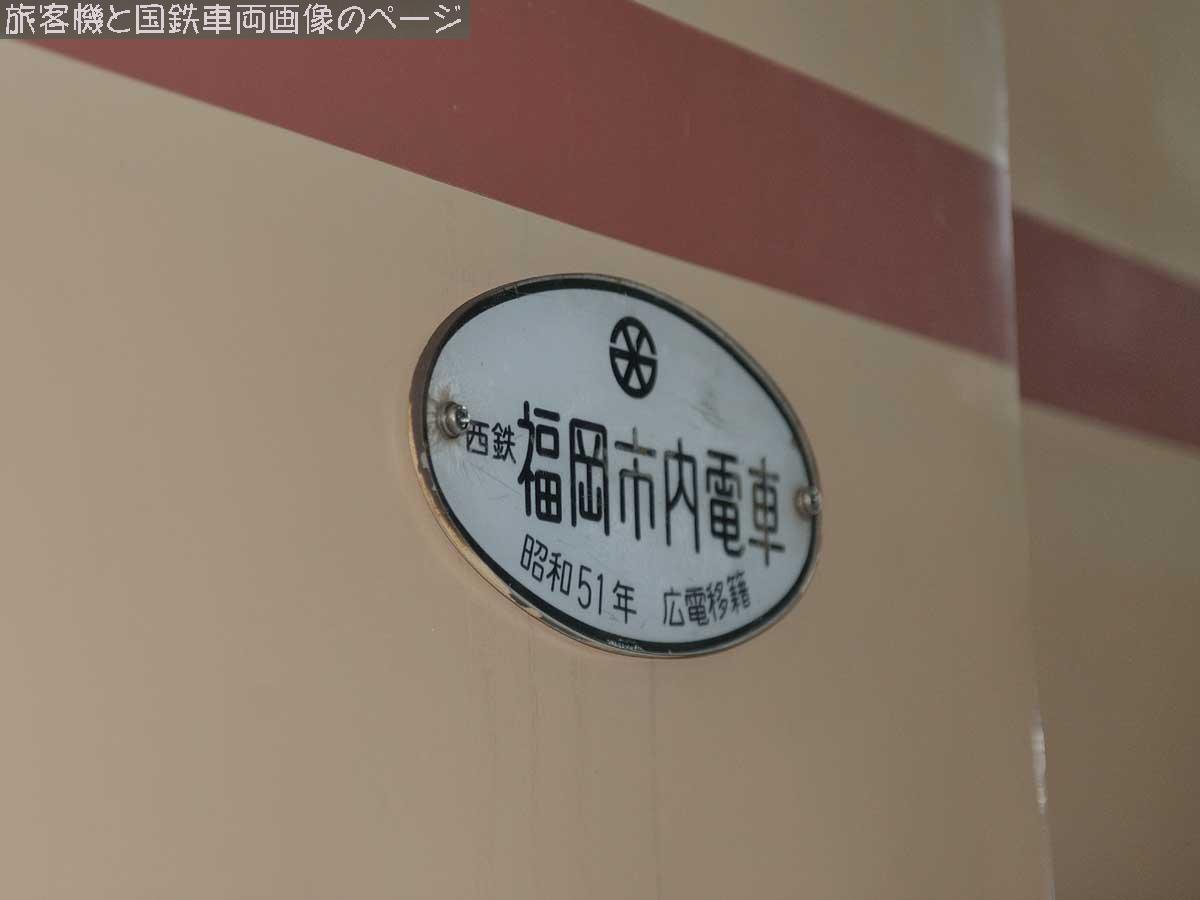 旅客機と国鉄車両画像のページ
西鉄福岡市内電車
昭和51年 広電移籍